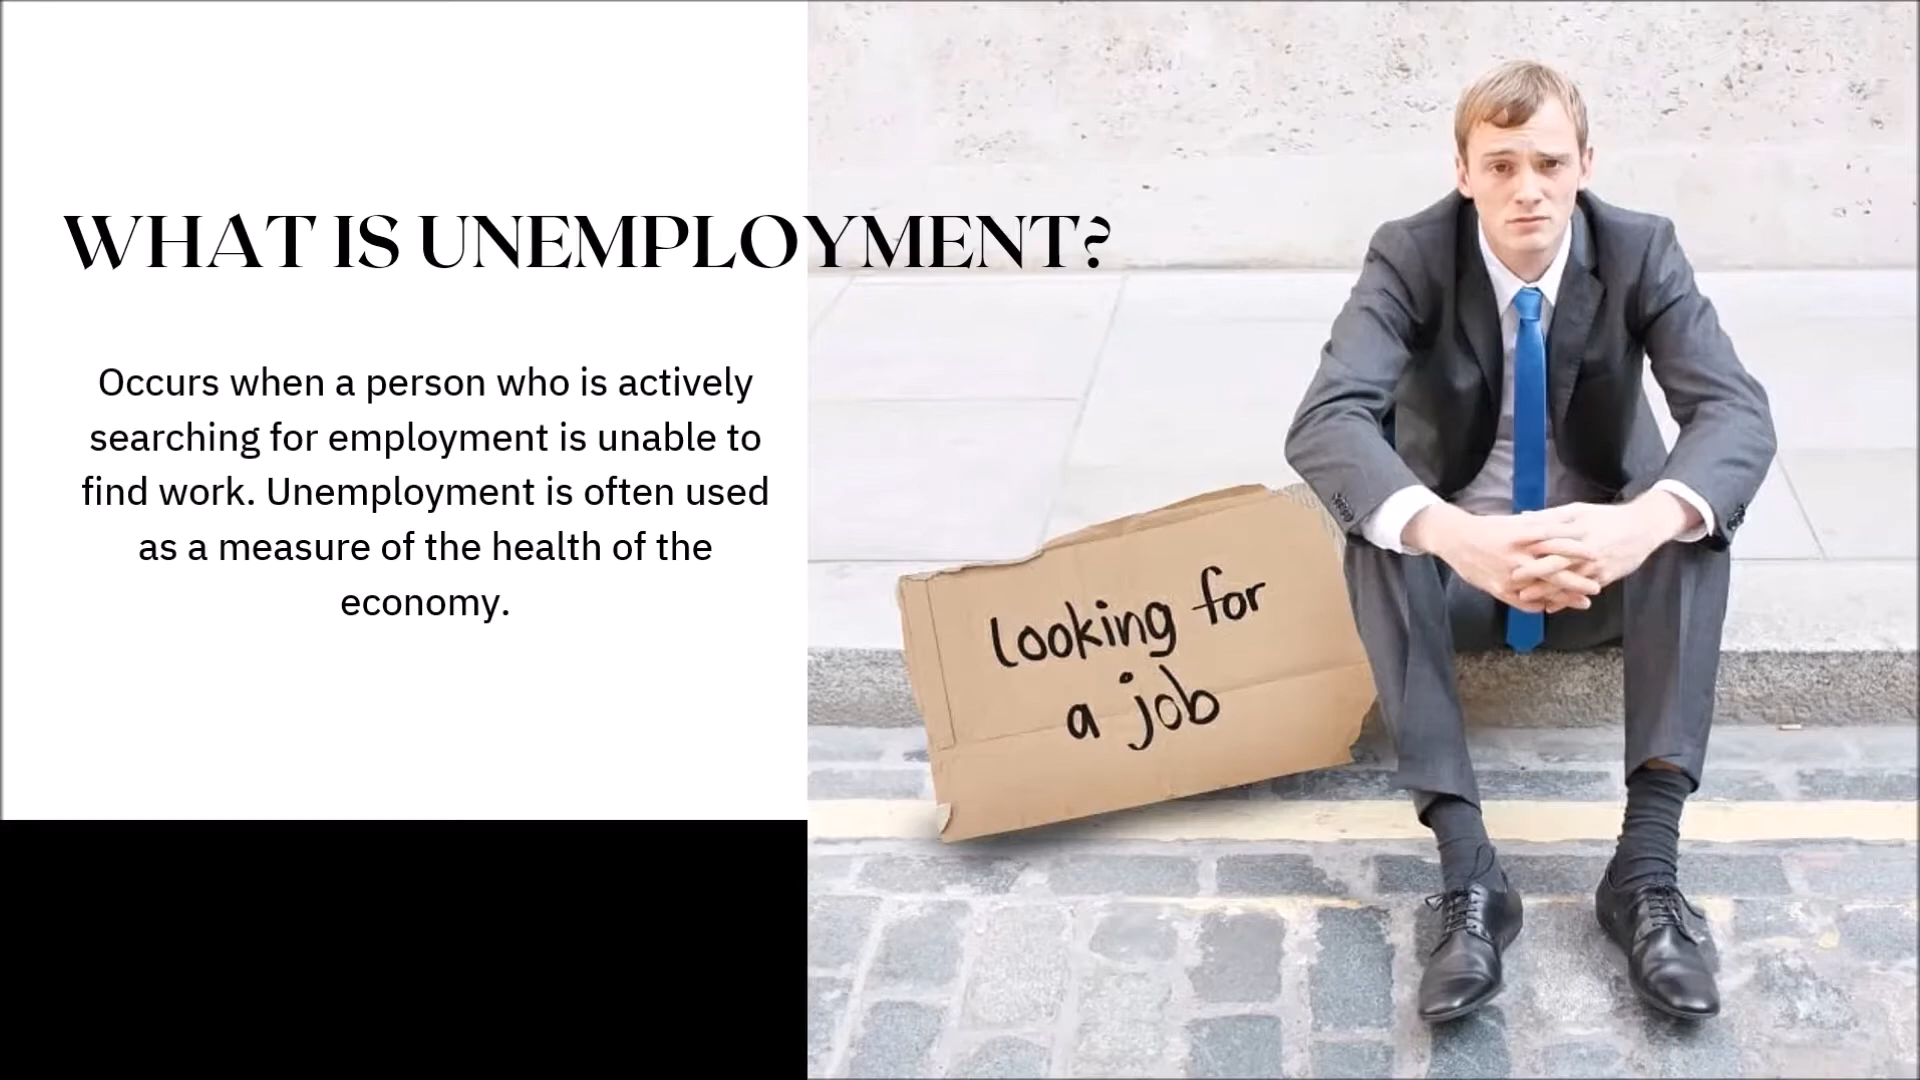 WHAT IS UNEMPLOYMENT?
Occurs when a person who is actively
searching for employment is unable to
find work. Unemployment is often used
as a measure of the health of the
economy.
looking for
a job